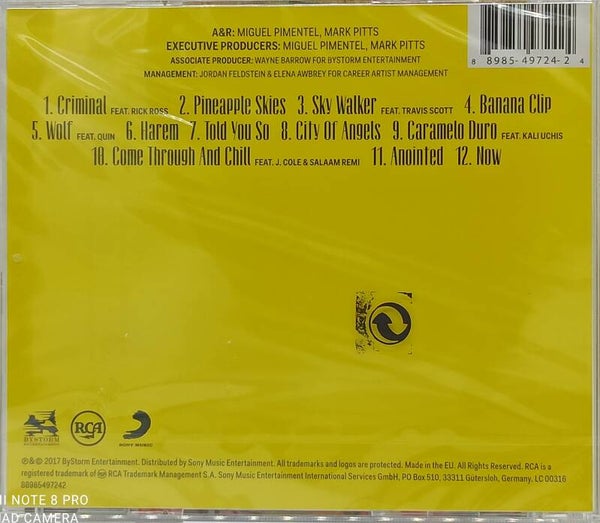 A&R: MIGUEL PIMENTEL, MARK PITTS
EXECUTIVE PRODUCERS: MIGUEL PIMENTEL, MARK PITTS
ASSOCIATE PRODUCER: WAYNE BARROW FOR BYSTORM ENTERTAINMENT
MANAGEMENT: JORDAN FELDSTEIN & ELENA AWBREY FOR CAREER ARTIST MANAGEMENT
8 88985-49724-2 4
1. Criminal FEAT. RICK ROSS 2. Pineapple Skies 3. Sky Walker FEAT. TRAVIS SCOTT 4. Banana Clip
5. Wolf FEAT. QUIN 6. Harem 7. Told You So 8. City Of Angels 9. Caramelo Duro FEAT. KALI UCHIS
10. Come Through And Chill FEAT. J. COLE & SALAAM REMI 11. Anointed 12. Now
BYSTORM
ENTERTAINMENT
RCA
SONY MUSIC
℗&© 2017 ByStorm Entertainment. Distributed by Sony Music Entertainment. All trademarks and logos are protected. Made in the EU. All Rights Reserved. RCA is a
registered trademark of RCA Trademark Management S.A. Sony Music Entertainment International Services GmbH, PO Box 510, 33311 Gütersloh, Germany, LC 00316
88985497242
II NOTE 8 PRO
AD CAMERA